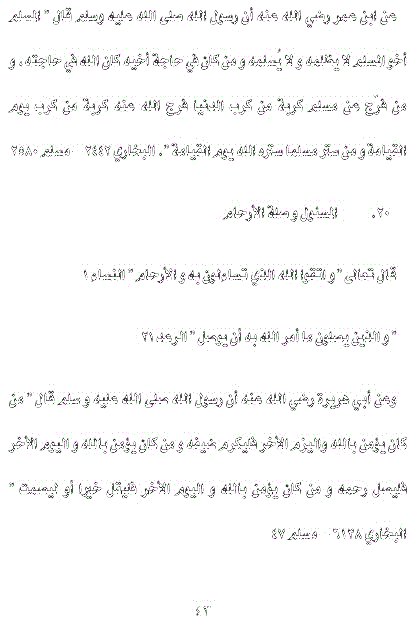 عن ابن عمر رضي الله عنه أن رسول الله صلى الله عليه وسلم قال " المسلم
أخو المسلم لا يظلمه و لا يُسلمه و من كان في حاجة أخيه كان الله في حاجته . و
من فرّج عن مسلم كربة من كرب الدنيا فرج الله عنه كربة من كرب يوم
القيامة و من ستر مسلما ستره الله يوم القيامة " . البخاري ٢٤٤٢ – مسلم ٢٥٨٠
٢٠. المسئول و صلة الأرحام
قال تعالى " و اتقوا الله الذي تساءلون به و الأرحام " النساء ١
" و الذين يصلون ما أمر الله به أن يوصل " الرعد ٢١
وعن أبي هريرة رضي الله عنه أن رسول الله صلى الله عليه و سلم قال " من
كان يؤمن بالله واليوم الآخر فليكرم ضيفه و من كان يؤمن بالله و اليوم الآخر
فليصل رحمه و من كان يؤمن بالله و اليوم الآخر فليقل خيرا أو ليصمت "
البخاري ٦١٣٨ – مسلم ٤٧
٤٢